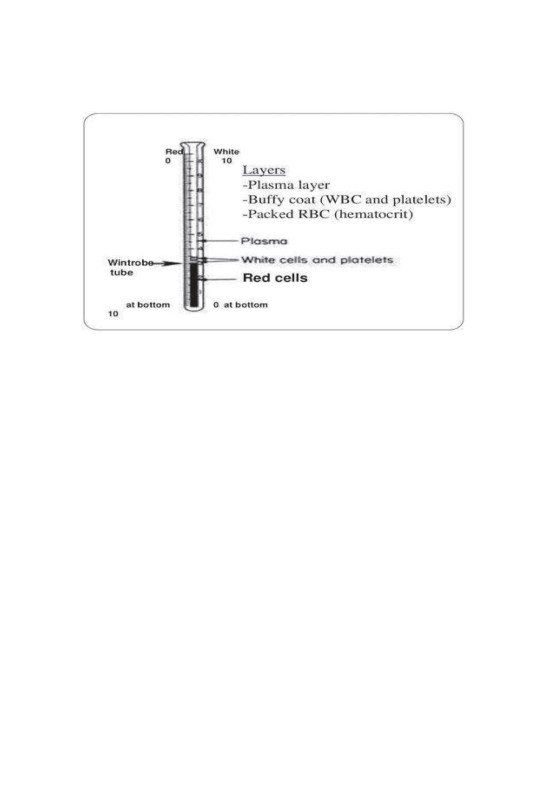 Red White
0 10
Layers
-Plasma layer
-Buffy coat (WBC and platelets)
-Packed RBC (hematocrit)
Plasma
White cells and platelets
Wintrobe
tube
Red cells
at bottom 0 at bottom
10